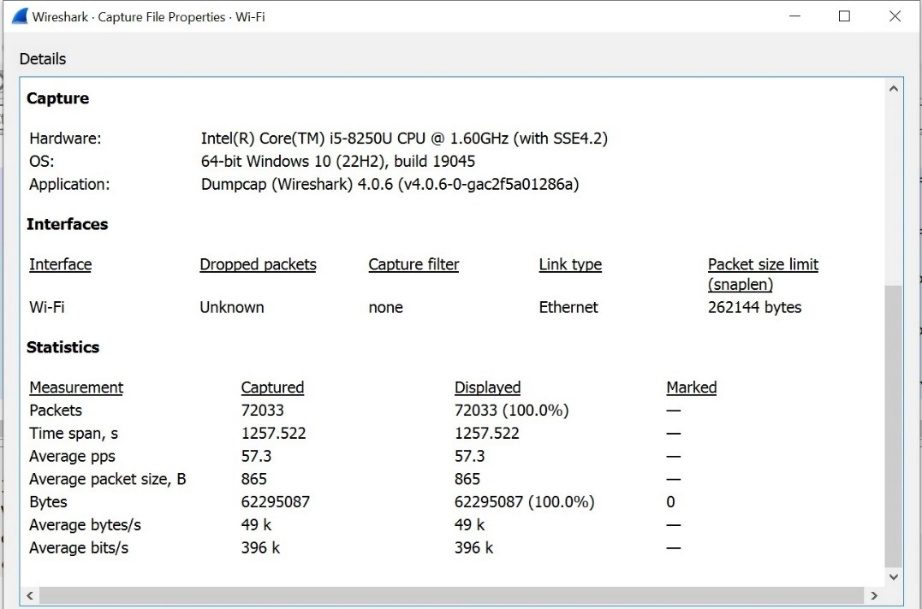 Wireshark · Capture File Properties · Wi-Fi
Details
Capture
Hardware: Intel(R) Core(TM) i5-8250U CPU @ 1.60GHz (with SSE4.2)
OS: 64-bit Windows 10 (22H2), build 19045
Application: Dumpcap (Wireshark) 4.0.6 (v4.0.6-0-gac2f5a01286a)
Interfaces
Interface Dropped packets Capture filter Link type Packet size limit
(snaplen)
Wi-Fi Unknown none Ethernet 262144 bytes
Statistics
Measurement Captured Displayed Marked
Packets 72033 72033 (100.0%) —
Time span, s 1257.522 1257.522 —
Average pps 57.3 57.3 —
Average packet size, B 865 865 —
Bytes 62295087 62295087 (100.0%) 0
Average bytes/s 49 k 49 k —
Average bits/s 396 k 396 k —